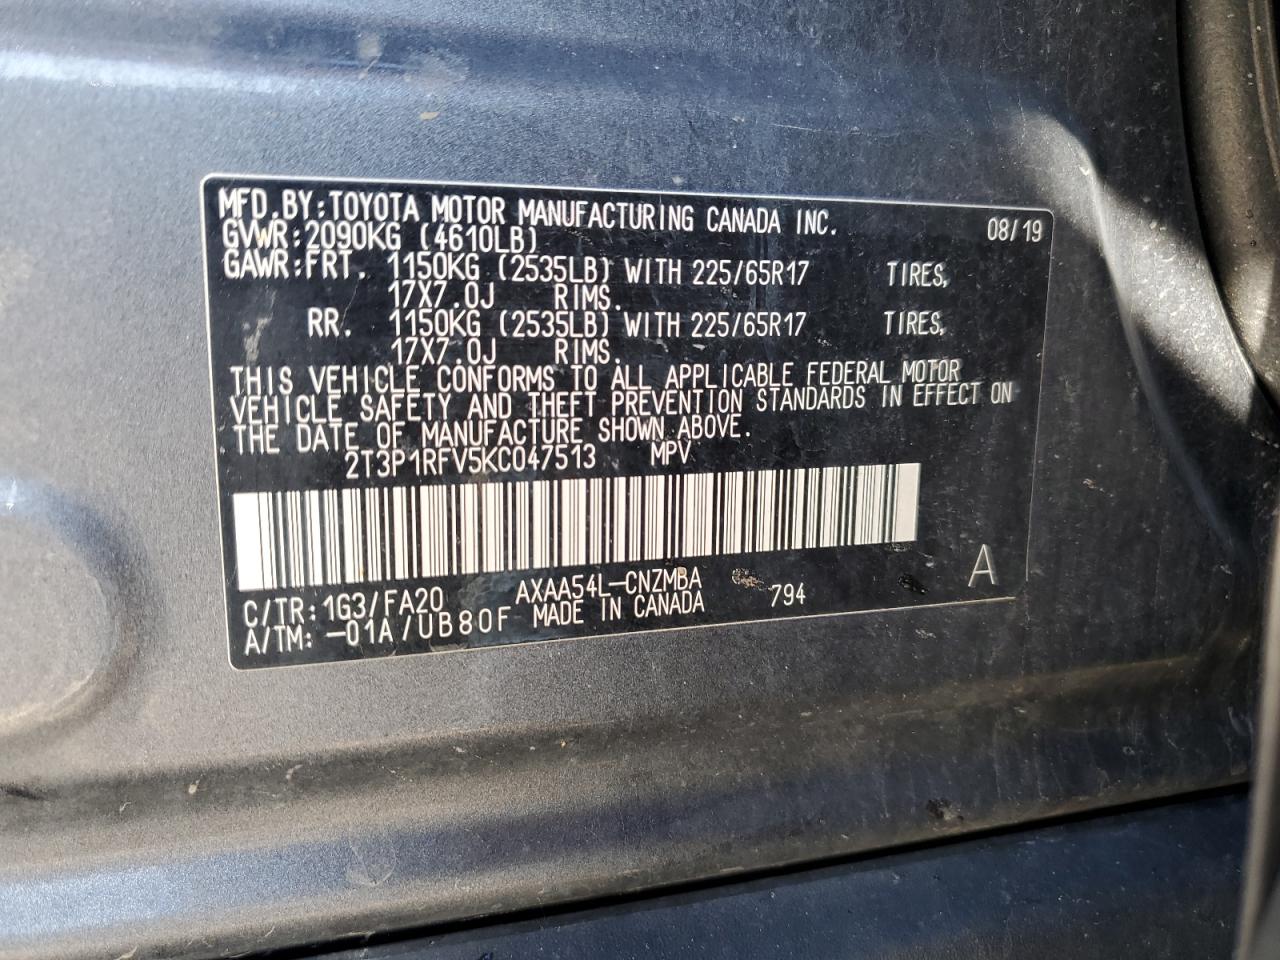 MFD.BY:TOYOTA MOTOR MANUFACTURING CANADA INC. 08/19
GVWR:2090KG (4610LB)
GAWR:FRT. 1150KG (2535LB) WITH 225/65R17 TIRES,
17X7.0J RIMS.
RR. 1150KG (2535LB) WITH 225/65R17 TIRES,
17X7.0J RIMS.
THIS VEHICLE CONFORMS TO ALL APPLICABLE FEDERAL MOTOR
VEHICLE SAFETY AND THEFT PREVENTION STANDARDS IN EFFECT ON
THE DATE OF MANUFACTURE SHOWN ABOVE.
2T3P1RFV5KC047513 MPV
C/TR:1G3/FA20 AXAA54L-CNZMBA 794 A
A/TM:-01A/UB80F MADE IN CANADA